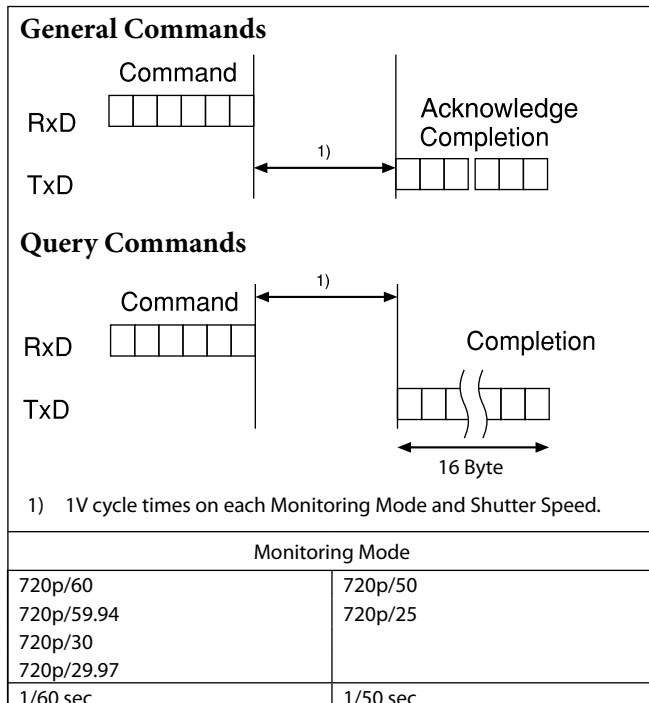 General Commands
Command
RxD
Acknowledge
Completion
1)
TxD
Query Commands
1)
Command
RxD
Completion
TxD
16 Byte
1) 1V cycle times on each Monitoring Mode and Shutter Speed.
Monitoring Mode
720p/60 720p/50
720p/59.94 720p/25
720p/30
720p/29.97
1/60 sec 1/50 sec